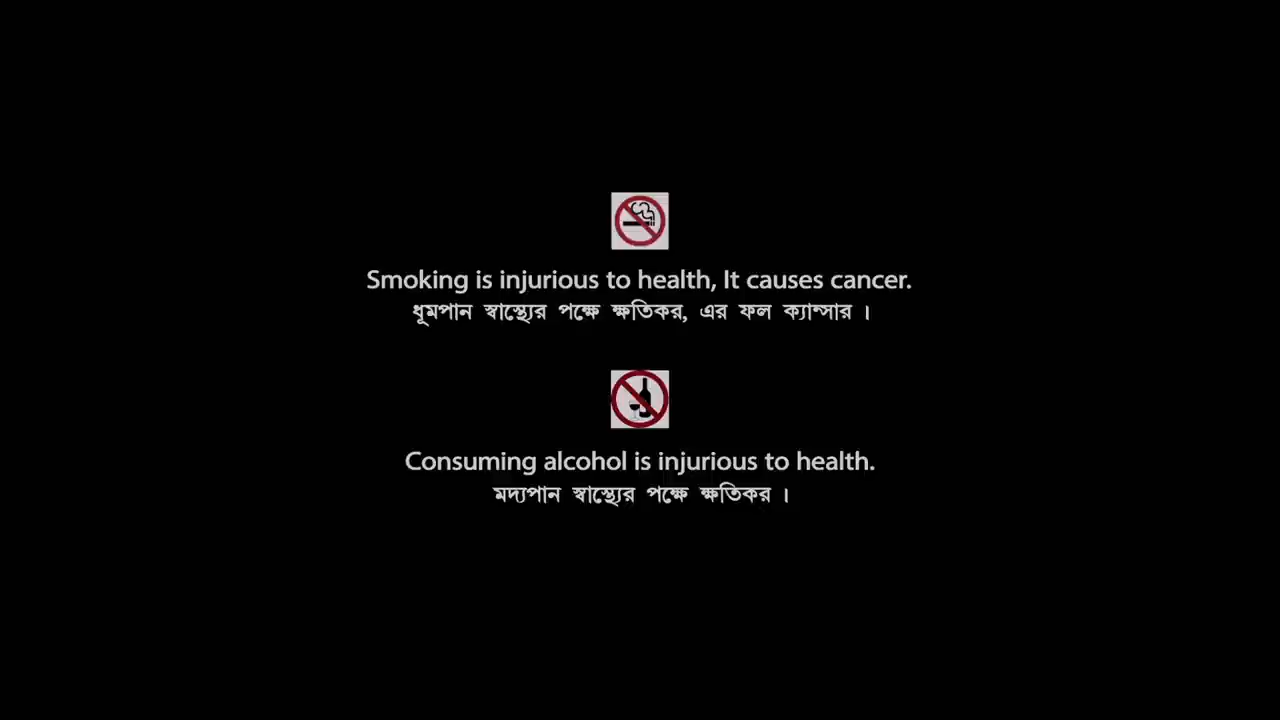 Smoking is injurious to health, It causes cancer.
ধূমপান স্বাস্থ্যের পক্ষে ক্ষতিকর, এর ফল ক্যান্সার ।
Consuming alcohol is injurious to health.
মদ্যপান স্বাস্থ্যের পক্ষে ক্ষতিকর ।